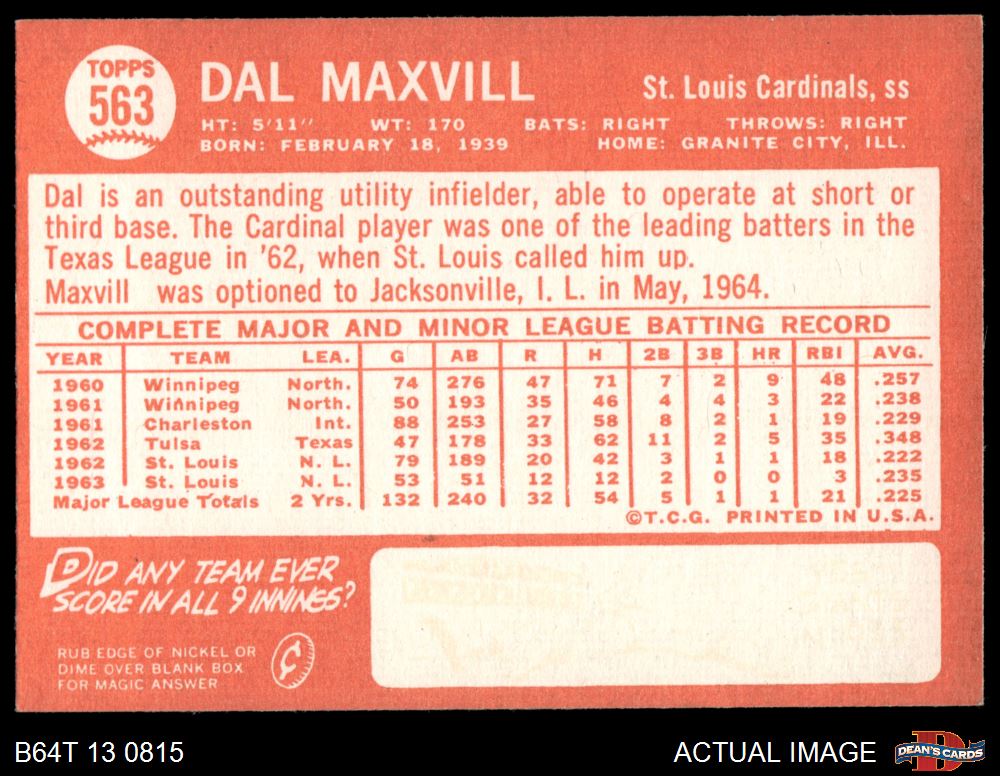 TOPPS
563
DAL MAXVILL
St. Louis Cardinals, ss
HT: 5'11" WT: 170 BATS: RIGHT THROWS: RIGHT
BORN: FEBRUARY 18, 1939 HOME: GRANITE CITY, ILL.
Dal is an outstanding utility infielder, able to operate at short or
third base. The Cardinal player was one of the leading batters in the
Texas League in '62, when St. Louis called him up.
Maxvill was optioned to Jacksonville, I. L. in May, 1964.
COMPLETE MAJOR AND MINOR LEAGUE BATTING RECORD
YEAR TEAM LEA. G AB R H 2B 3B HR RBI AVG.
1960 Winnipeg North. 74 276 47 71 7 2 9 48 .257
1961 Winnipeg North. 50 193 35 46 4 4 3 22 .238
1961 Charleston Int. 88 253 27 58 8 2 1 19 .229
1962 Tulsa Texas 47 178 33 62 11 2 5 35 .348
1962 St. Louis N. L. 79 189 20 42 3 1 1 18 .222
1963 St. Louis N. L. 53 51 12 12 2 0 0 3 .235
Major League Totals 2 Yrs. 132 240 32 54 5 1 1 21 .225
©T.C.G. PRINTED IN U.S.A.
DID ANY TEAM EVER
SCORE IN ALL 9 INNINGS?
RUB EDGE OF NICKEL OR
DIME OVER BLANK BOX
FOR MAGIC ANSWER
¢
B64T 13 0815
ACTUAL IMAGE
D
DEAN'S CARDS